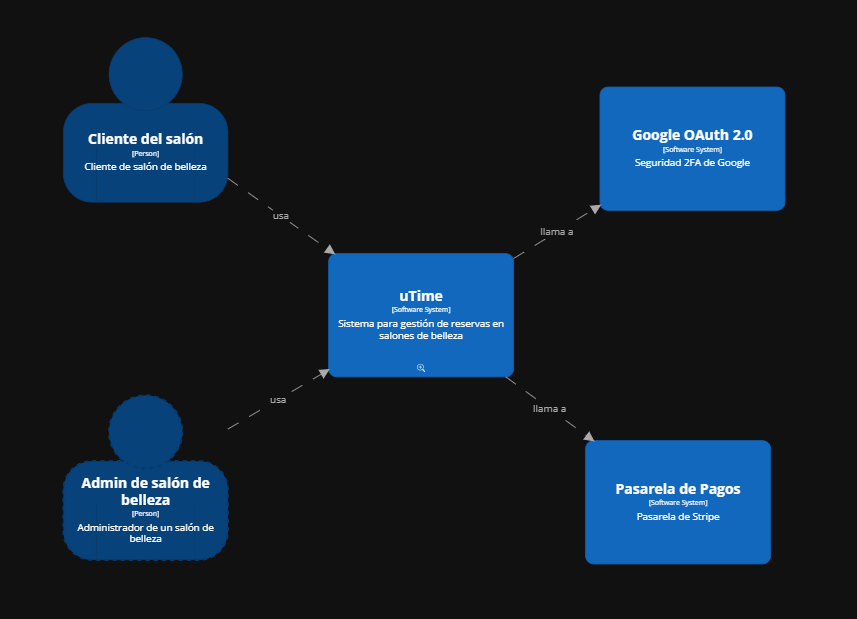 Cliente del salón
[Person]
Cliente de salón de belleza
Google OAuth 2.0
[Software System]
Seguridad 2FA de Google
usa
llama a
uTime
[Software System]
Sistema para gestión de reservas en
salones de belleza
usa
llama a
Admin de salón de
belleza
[Person]
Administrador de un salón de
belleza
Pasarela de Pagos
[Software System]
Pasarela de Stripe